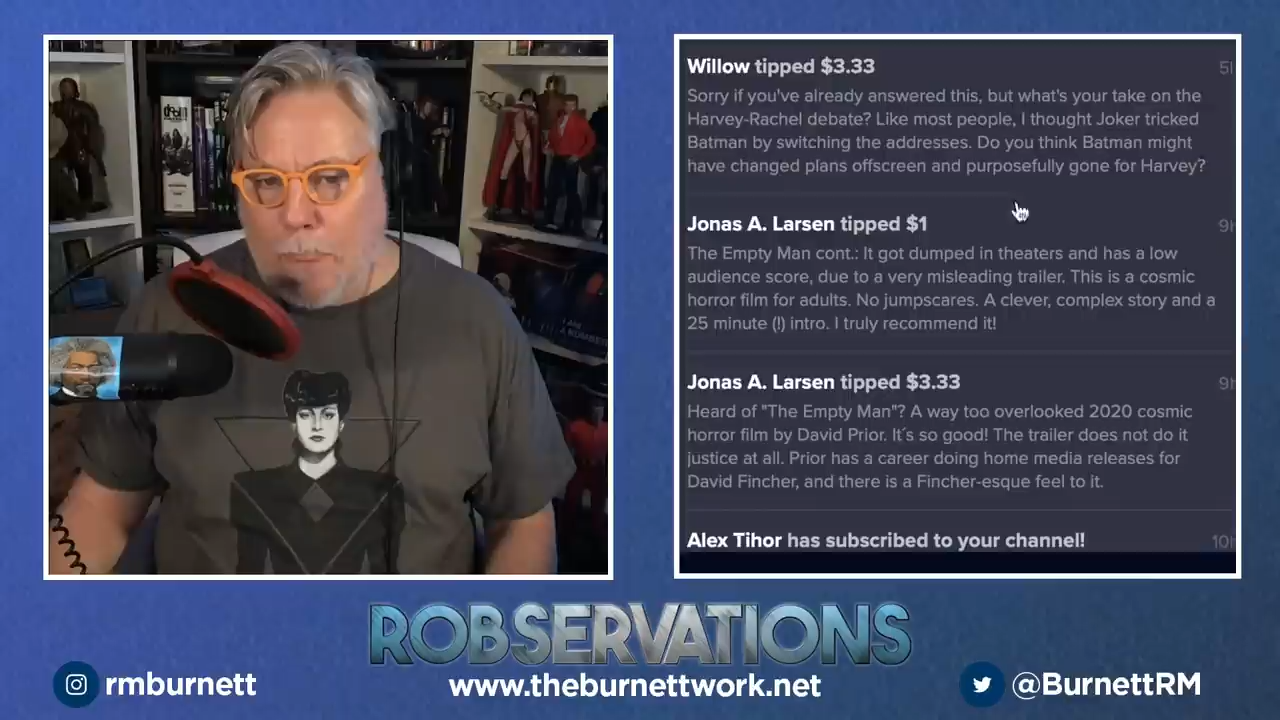 Willow tipped $3.33
Sorry if you've already answered this, but what's your take on the
Harvey-Rachel debate? Like most people, I thought Joker tricked
Batman by switching the addresses. Do you think Batman might
have changed plans offscreen and purposefully gone for Harvey?
Jonas A. Larsen tipped $1
The Empty Man cont.: It got dumped in theaters and has a low
audience score, due to a very misleading trailer. This is a cosmic
horror film for adults. No jumpscares. A clever, complex story and a
25 minute (!) intro. I truly recommend it!
Jonas A. Larsen tipped $3.33
Heard of "The Empty Man"? A way too overlooked 2020 cosmic
horror film by David Prior. It´s so good! The trailer does not do it
justice at all. Prior has a career doing home media releases for
David Fincher, and there is a Fincher-esque feel to it.
Alex Tihor has subscribed to your channel!
10h
ROBSERVATIONS
rmburnett
www.theburnettwork.net
@BurnettRM